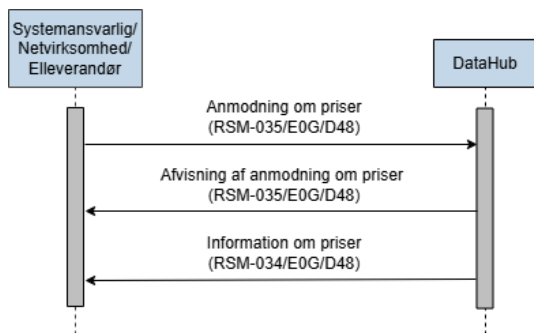 Systemansvarlig/
Netvirksomhed/
Elleverandør
DataHub
Anmodning om priser
(RSM-035/E0G/D48)
Afvisning af anmodning om priser
(RSM-035/E0G/D48)
Information om priser
(RSM-034/E0G/D48)